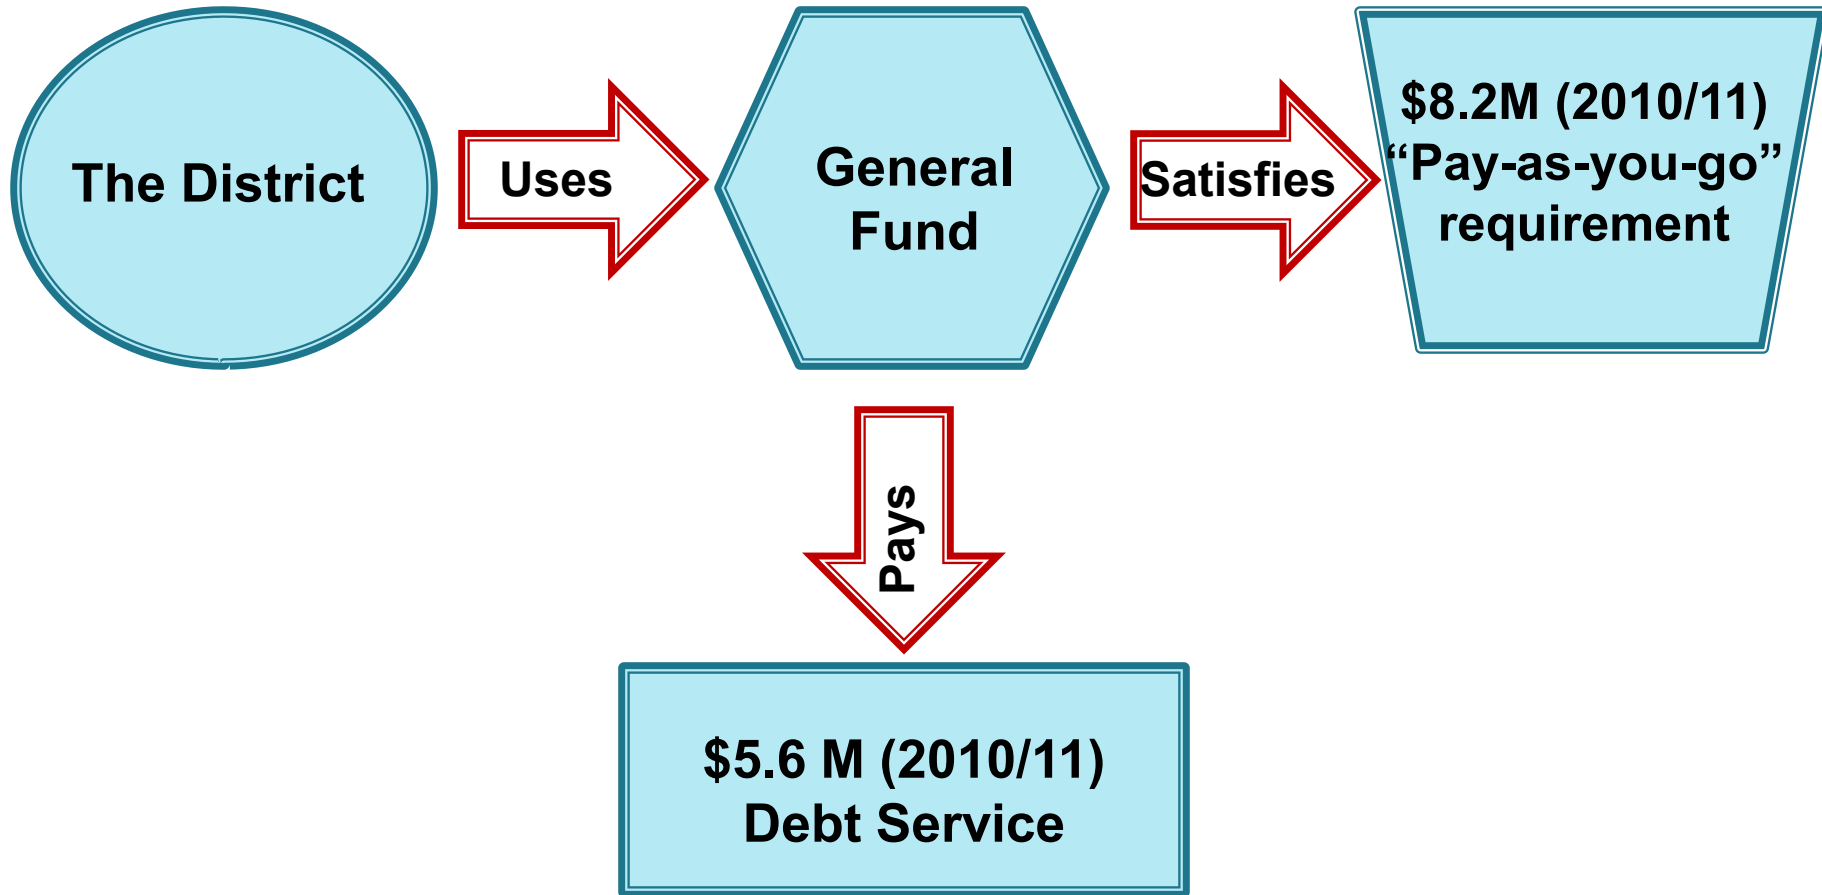 The District
Uses
General
Fund
Satisfies
$8.2M (2010/11)
“Pay-as-you-go”
requirement
Pays
$5.6 M (2010/11)
Debt Service